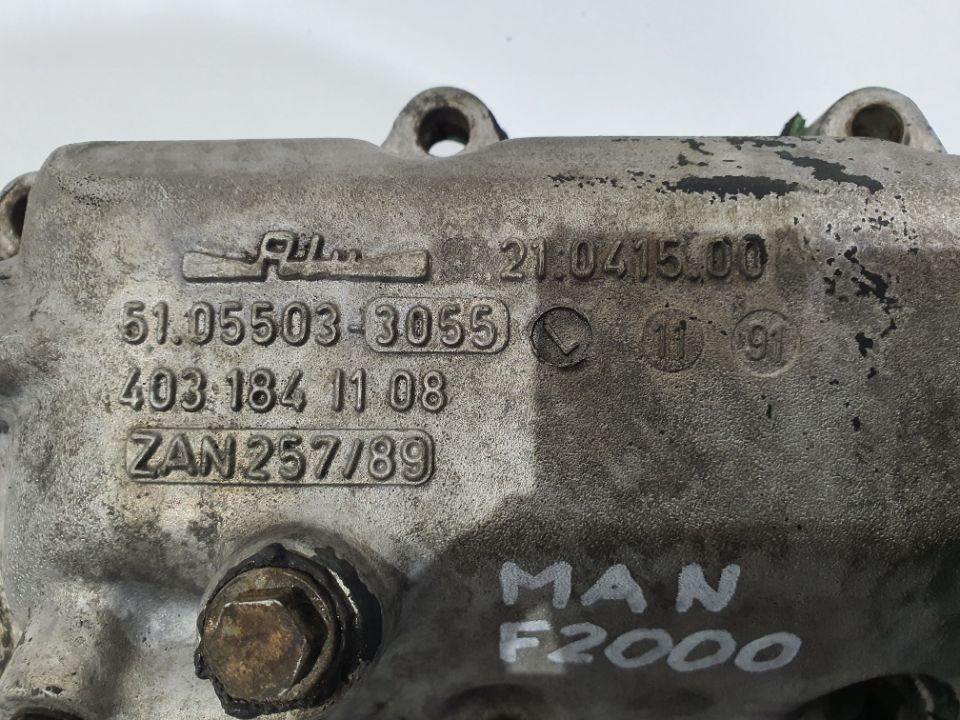 21.0415.00
51.05503-3055 11 91
403 184 11 08
ZAN 257/89
MAN
F2000